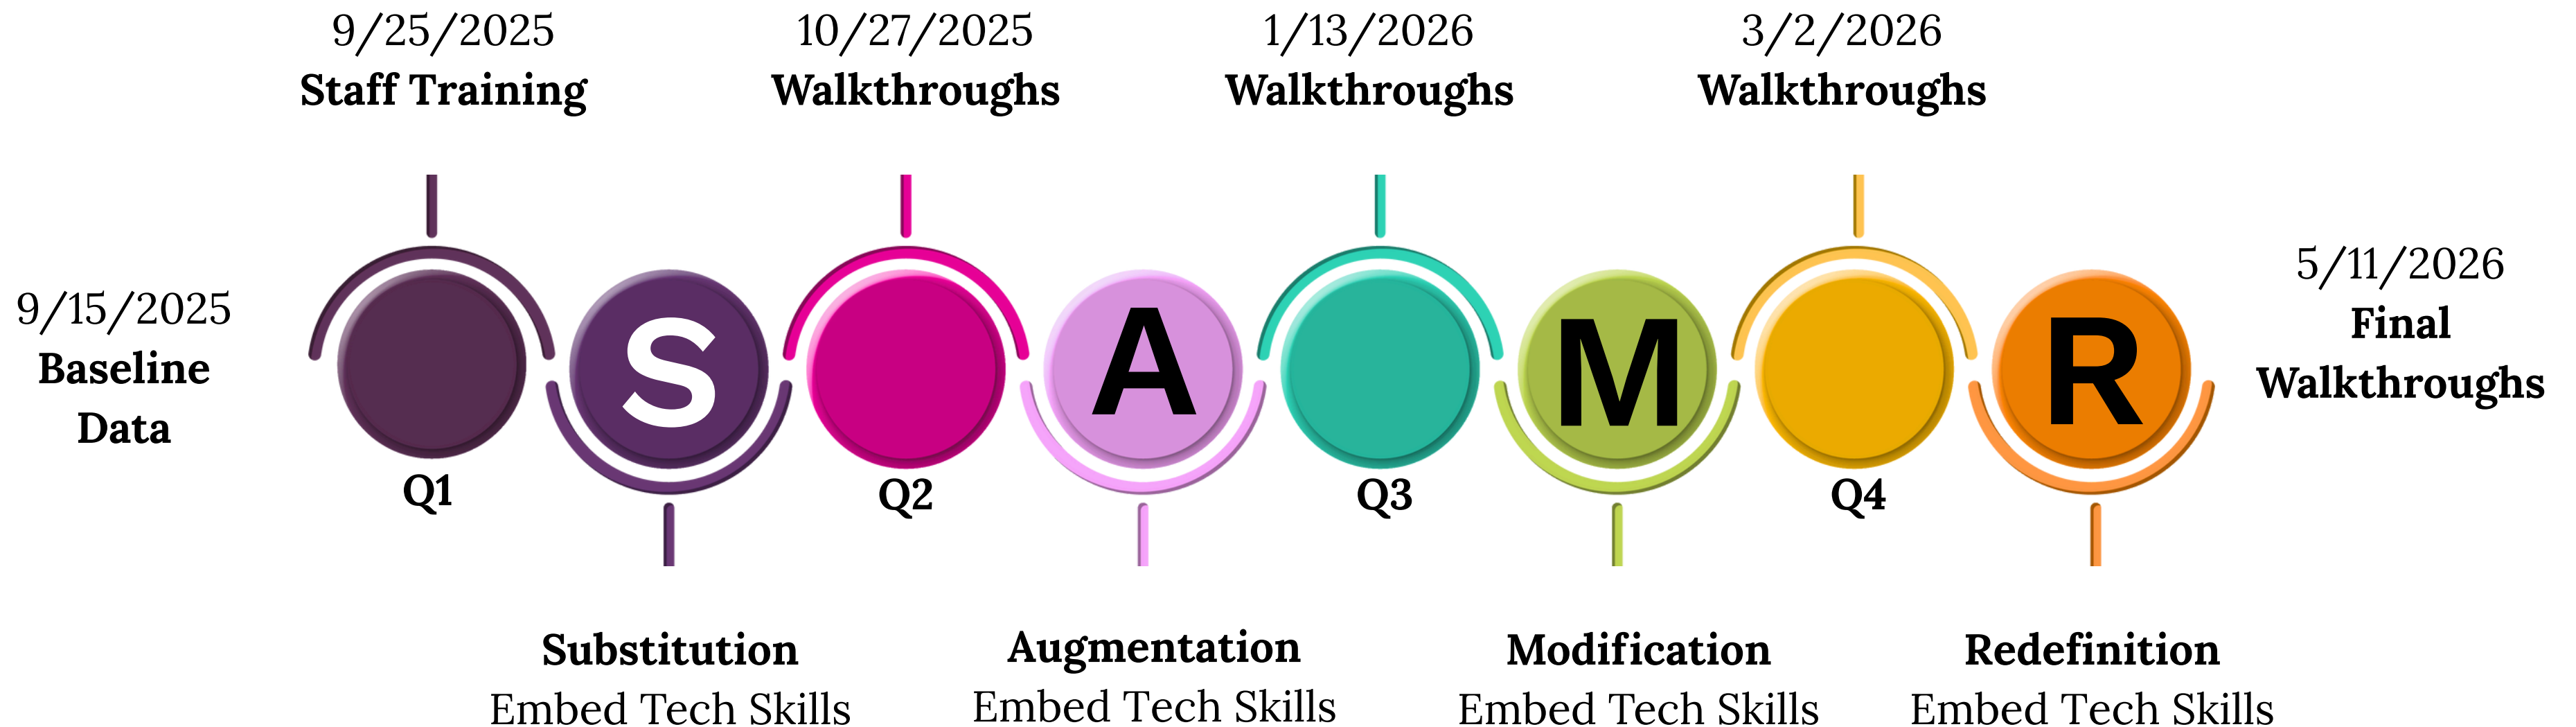 9/15/2025
Baseline
Data
9/25/2025
Staff Training
Q1
S
Substitution
Embed Tech Skills
10/27/2025
Walkthroughs
Q2
A
Augmentation
Embed Tech Skills
1/13/2026
Walkthroughs
Q3
M
Modification
Embed Tech Skills
3/2/2026
Walkthroughs
Q4
R
Redefinition
Embed Tech Skills
5/11/2026
Final
Walkthroughs